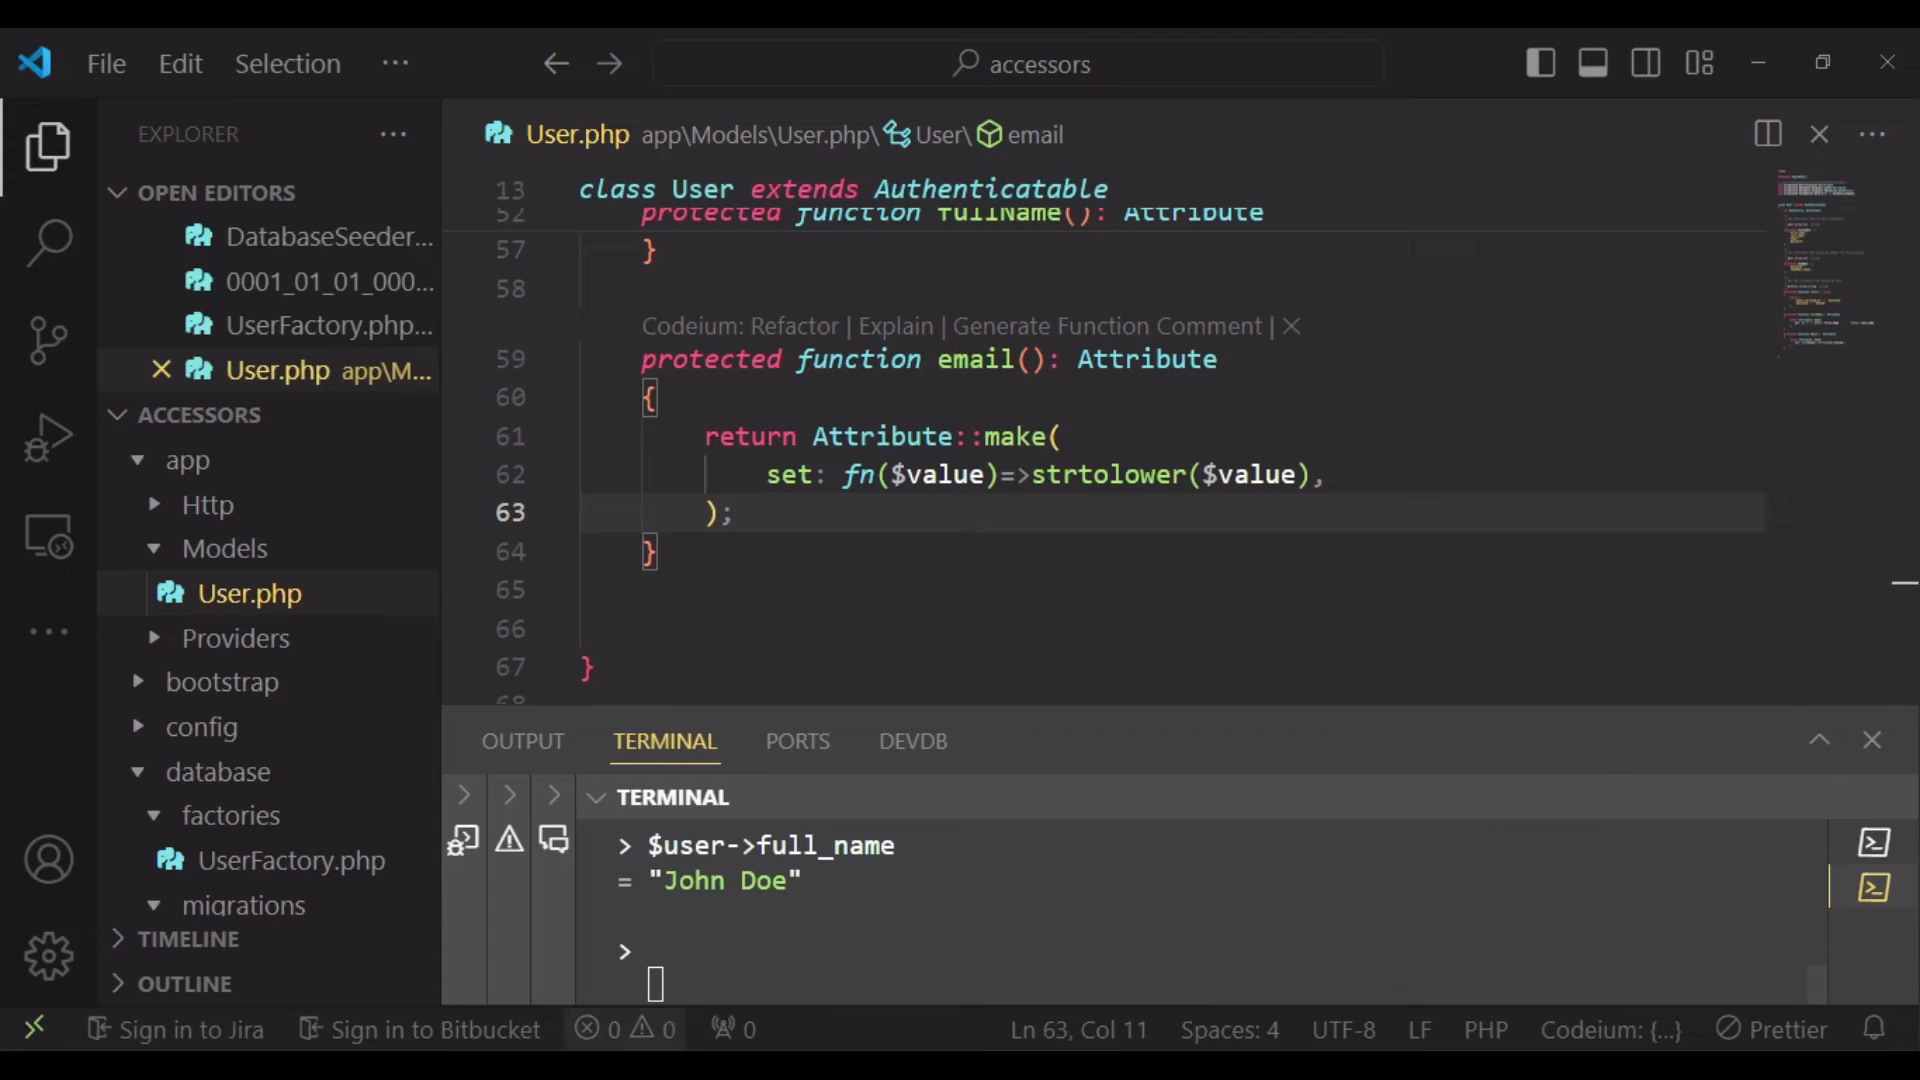 File Edit Selection ···
accessors
EXPLORER ···
OPEN EDITORS
DatabaseSeeder...
0001_01_01_000...
UserFactory.php...
User.php app\M...
ACCESSORS
app
Http
Models
User.php
Providers
bootstrap
config
database
factories
UserFactory.php
migrations
TIMELINE
OUTLINE
User.php app\Models\User.php\ User\ email
13 class User extends Authenticatable
52 protected function fullName(): Attribute
57 }
58
Codeium: Refactor | Explain | Generate Function Comment | ×
59 protected function email(): Attribute
60 {
61 return Attribute::make(
62 set: fn($value)=>strtolower($value),
63 );
64 }
65
66
67 }
68
OUTPUT TERMINAL PORTS DEVDB
TERMINAL
> $user->full_name
= "John Doe"
>
Sign in to Jira Sign in to Bitbucket 0 0 0 Ln 63, Col 11 Spaces: 4 UTF-8 LF PHP Codeium: {...} Prettier